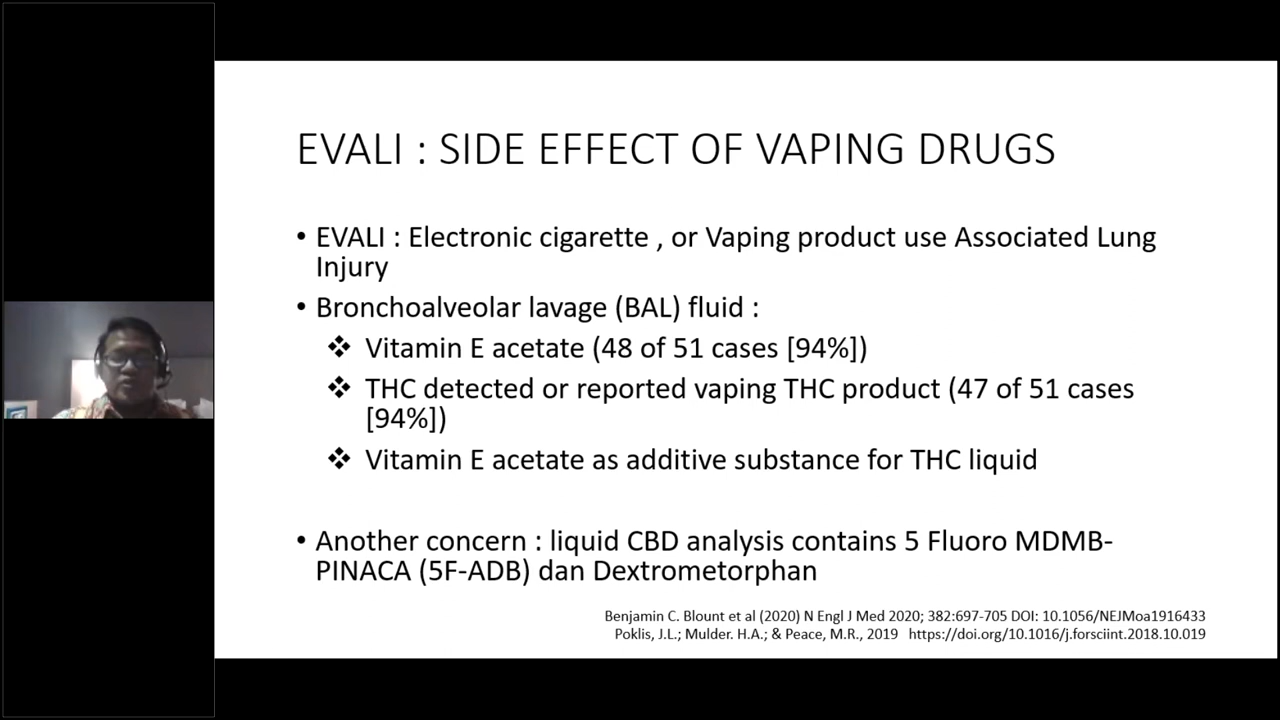 EVALI : SIDE EFFECT OF VAPING DRUGS
• EVALI : Electronic cigarette , or Vaping product use Associated Lung
Injury
• Bronchoalveolar lavage (BAL) fluid :
❖ Vitamin E acetate (48 of 51 cases [94%])
❖ THC detected or reported vaping THC product (47 of 51 cases
[94%])
❖ Vitamin E acetate as additive substance for THC liquid
• Another concern : liquid CBD analysis contains 5 Fluoro MDMB-
PINACA (5F-ADB) dan Dextrometorphan
Benjamin C. Blount et al (2020) N Engl J Med 2020; 382:697-705 DOI: 10.1056/NEJMoa1916433
Poklis, J.L.; Mulder. H.A.; & Peace, M.R., 2019 https://doi.org/10.1016/j.forsciint.2018.10.019